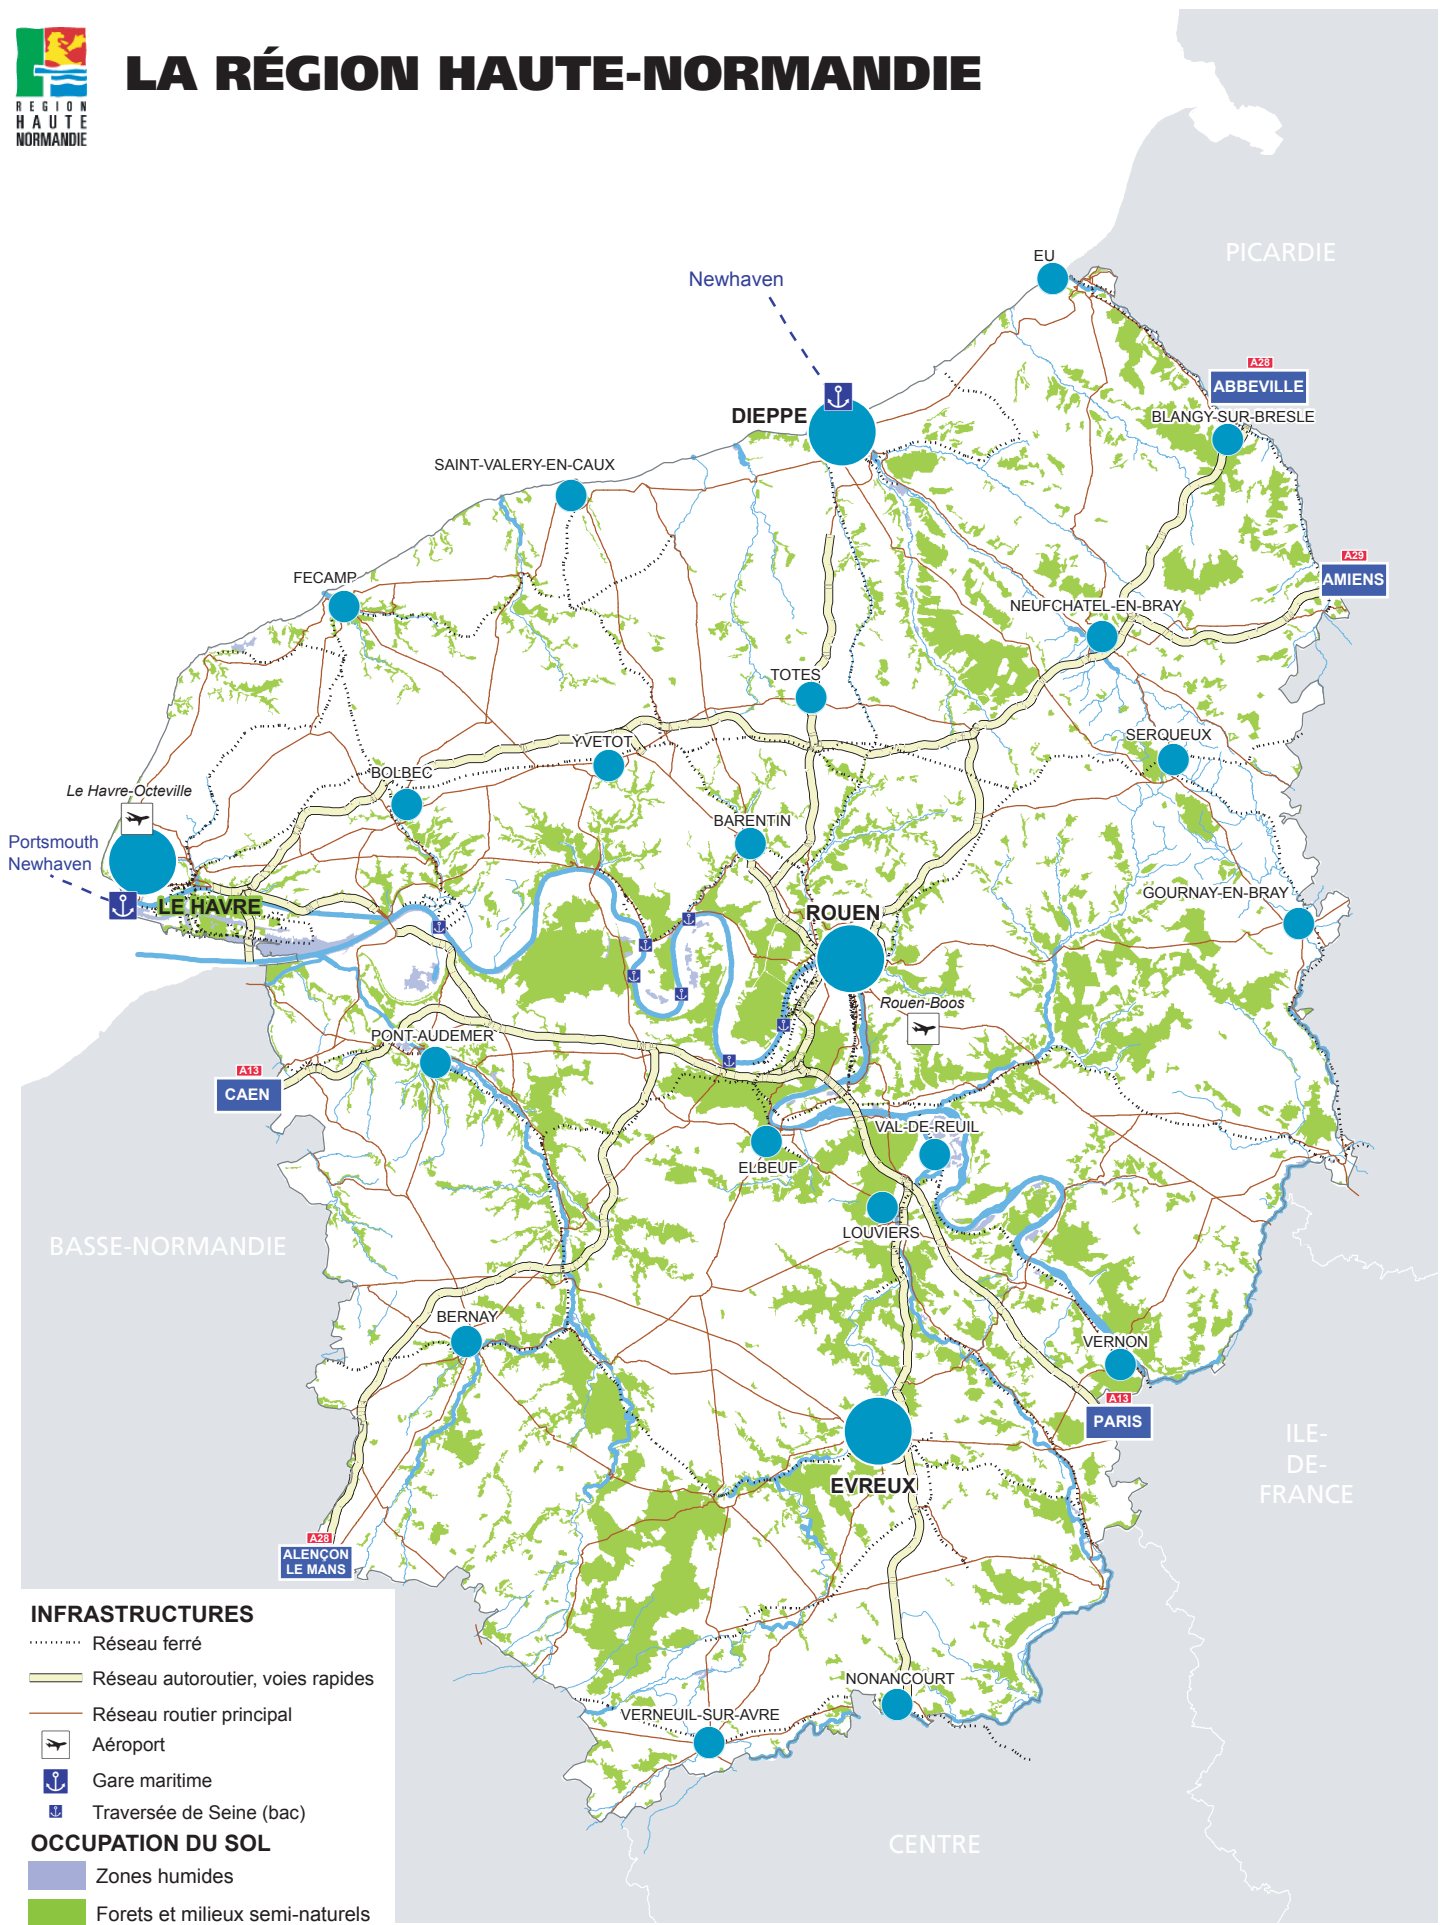 REGION
HAUTE
NORMANDIE
LA RÉGION HAUTE-NORMANDIE
PICARDIE
EU
Newhaven
A28
ABBEVILLE
DIEPPE
BLANGY-SUR-BRESLE
SAINT-VALERY-EN-CAUX
A29
AMIENS
FECAMP
NEUFCHATEL-EN-BRAY
TOTES
SERQUEUX
YVETOT
BOLBEC
Le Havre-Octeville
BARENTIN
Portsmouth
Newhaven
GOURNAY-EN-BRAY
LE HAVRE
ROUEN
Rouen-Boos
PONT-AUDEMER
A13
CAEN
VAL-DE-REUIL
ELBEUF
LOUVIERS
BASSE-NORMANDIE
BERNAY
VERNON
A13
PARIS
ILE-
DE-
FRANCE
EVREUX
A28
ALENÇON
LE MANS
INFRASTRUCTURES
Réseau ferré
Réseau autoroutier, voies rapides
NONANCOURT
Réseau routier principal
VERNEUIL-SUR-AVRE
Aéroport
Gare maritime
Traversée de Seine (bac)
OCCUPATION DU SOL
CENTRE
Zones humides
Forets et milieux semi-naturels